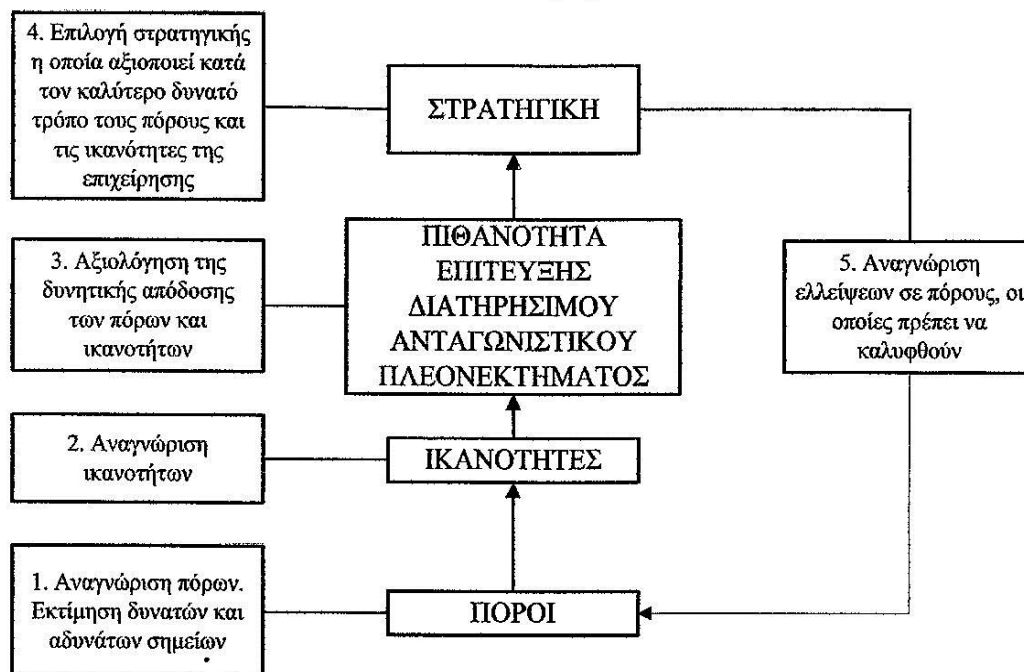 4. Επιλογή στρατηγικής
η οποία αξιοποιεί κατά
τον καλύτερο δυνατό
τρόπο τους πόρους και
τις ικανότητες της
επιχείρησης
ΣΤΡΑΤΗΓΙΚΗ
3. Αξιολόγηση της
δυνητικής απόδοσης
των πόρων και
ικανοτήτων
ΠΙΘΑΝΟΤΗΤΑ
ΕΠΙΤΕΥΞΗΣ
ΔΙΑΤΗΡΗΣΙΜΟΥ
ΑΝΤΑΓΩΝΙΣΤΙΚΟΥ
ΠΛΕΟΝΕΚΤΗΜΑΤΟΣ
5. Αναγνώριση
ελλείψεων σε πόρους, οι
οποίες πρέπει να
καλυφθούν
2. Αναγνώριση
ικανοτήτων
ΙΚΑΝΟΤΗΤΕΣ
1. Αναγνώριση πόρων.
Εκτίμηση δυνατών και
αδυνάτων σημείων
ΠΟΡΟΙ